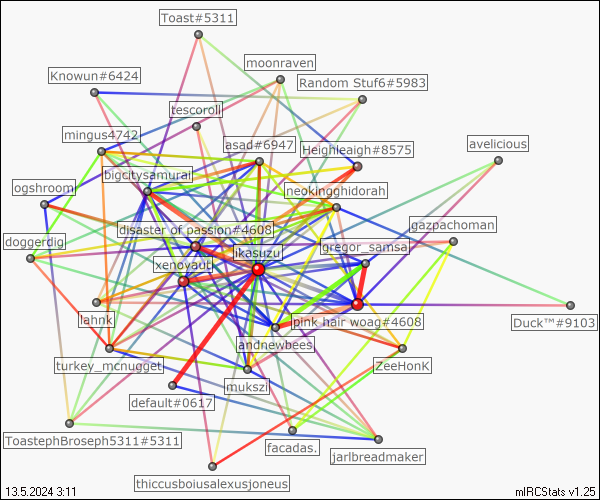 Toast#5311
moonraven
Knowun#6424
Random Stuf6#5983
tescoroll
mingus4742
asad#6947
Heighleaigh#8575
avelicious
bigcitysamurai
neokingghidorah
ogshroom
disaster of passion#4608
gazpachoman
doggerdig
ikasuzu
gregor_samsa
xenovaut
lahnk
pink hair woag#4608
Duck™#9103
andnewbees
turkey_mcnugget
ZeeHonK
mukszi
default#0617
ToastephBroseph5311#5311
facadas.
jarlbreadmaker
thiccusboiusalexusjoneus
13.5.2024 3:11
mIRCStats v1.25